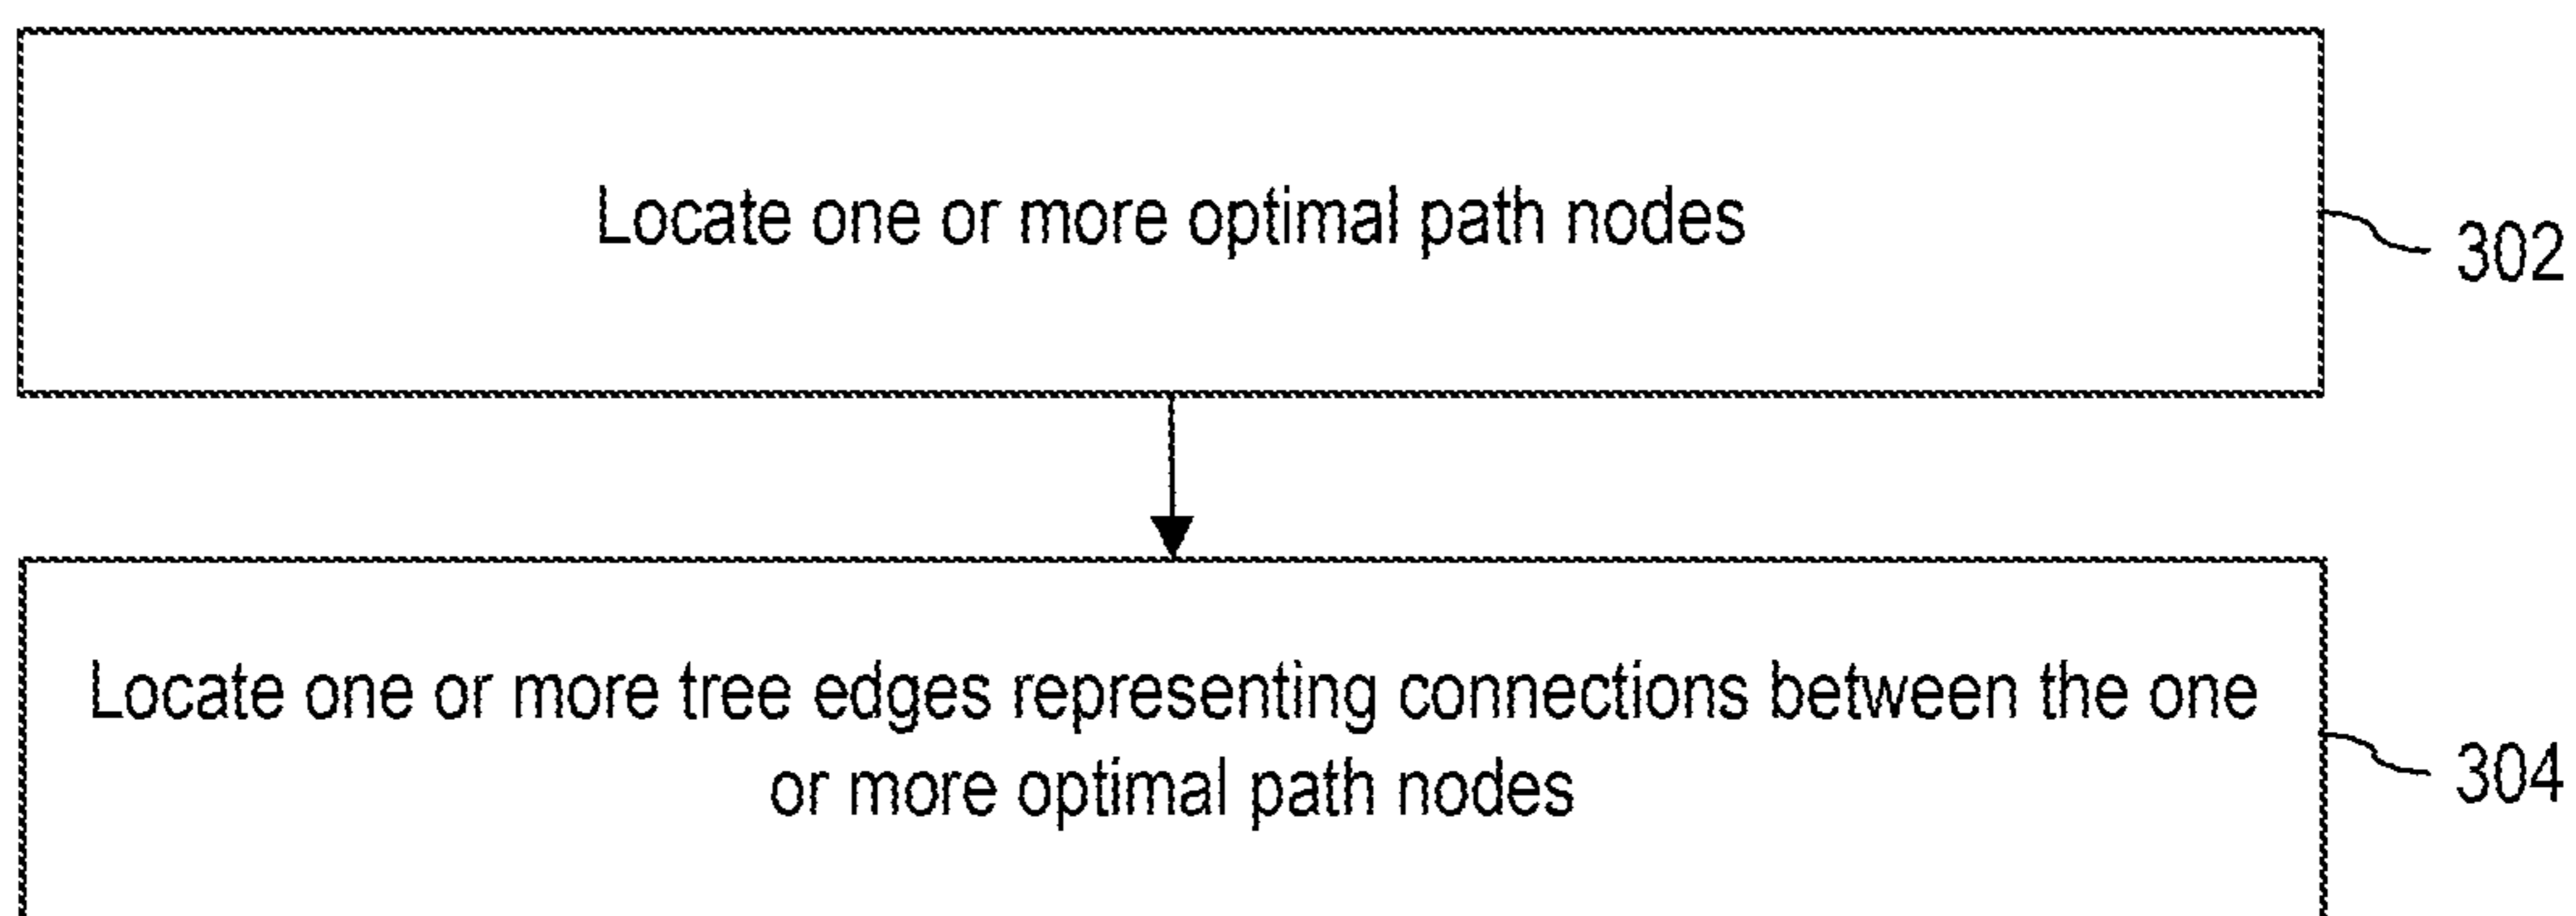 Locate one or more optimal path nodes
302
Locate one or more tree edges representing connections between the one
or more optimal path nodes
304